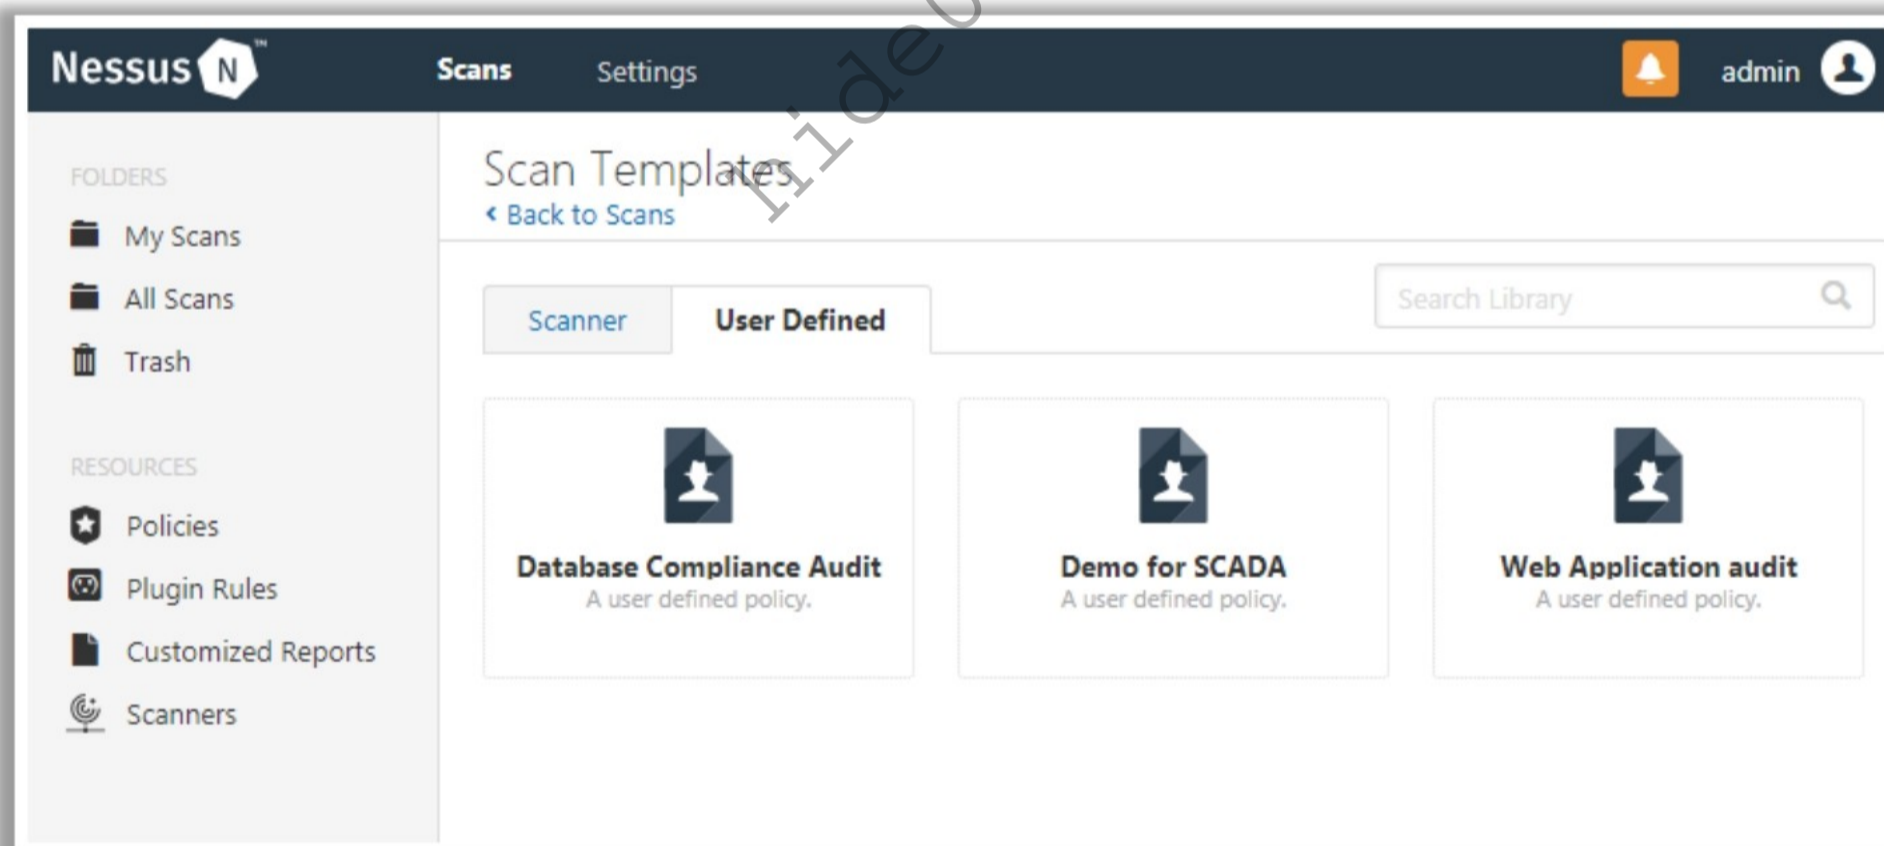 Nessus N ™
Scans
Settings
admin
FOLDERS
My Scans
All Scans
Trash
RESOURCES
Policies
Plugin Rules
Customized Reports
Scanners
Scan Templates
Back to Scans
Scanner
User Defined
Search Library
Database Compliance Audit
A user defined policy.
Demo for SCADA
A user defined policy.
Web Application audit
A user defined policy.